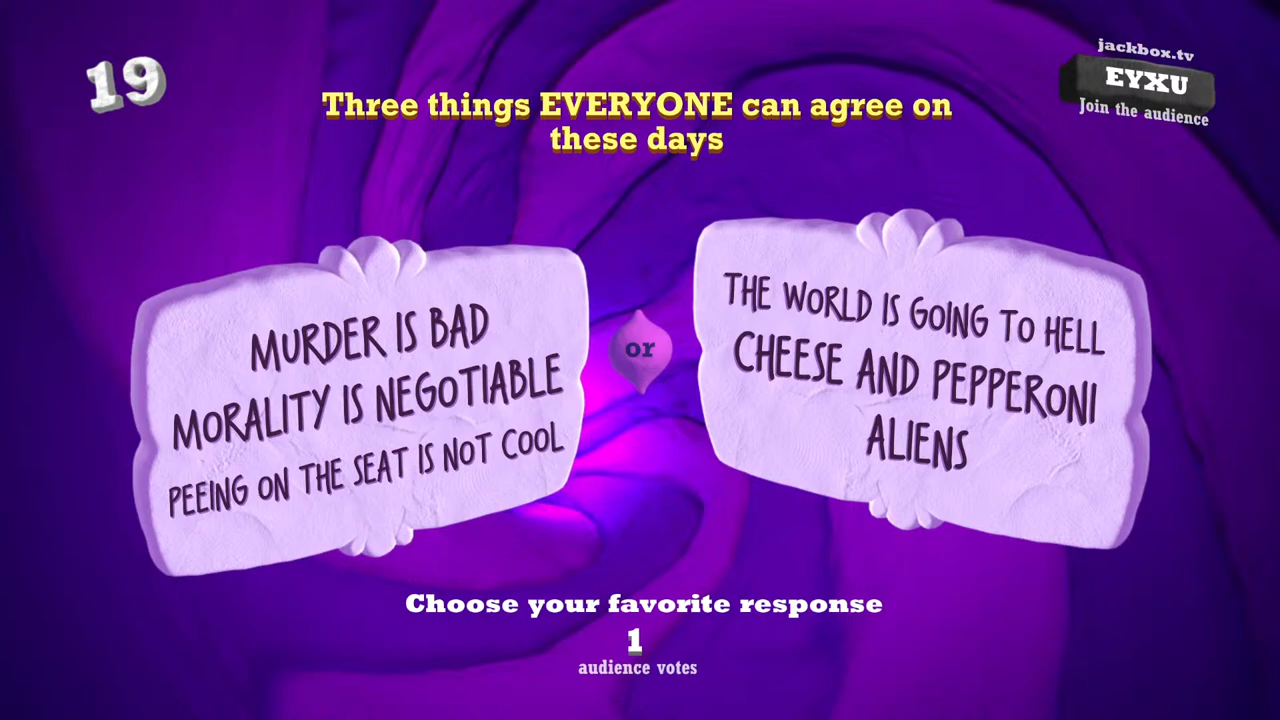 19
jackbox.tv
EYXU
Join the audience
Three things EVERYONE can agree on
these days
MURDER IS BAD
MORALITY IS NEGOTIABLE
PEEING ON THE SEAT IS NOT COOL
or
THE WORLD IS GOING TO HELL
CHEESE AND PEPPERONI
ALIENS
Choose your favorite response
1
audience votes